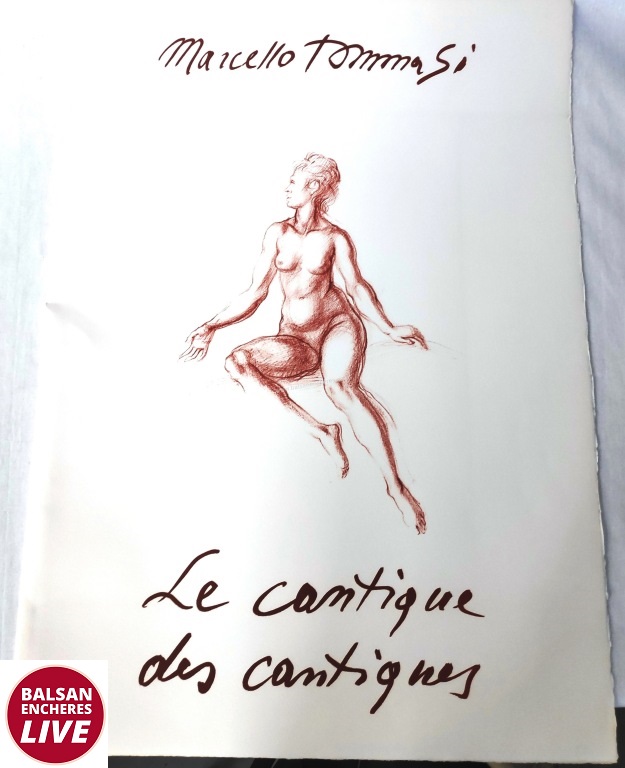 Marcello Tommasi
Le cantique
des cantiques
BALSAN
ENCHERES
LIVE